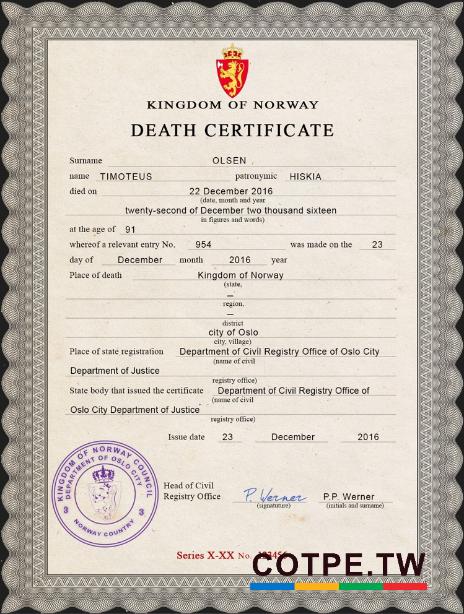 KINGDOM OF NORWAY
DEATH CERTIFICATE
Surname OLSEN
name TIMOTEUS patronymic HISKIA
died on 22 December 2016
(date, month and year
twenty-second of December two thousand sixteen
in figures and words)
at the age of 91
whereof a relevant entry No. 954 was made on the 23
day of December month 2016 year
Place of death Kingdom of Norway
(state,
—
region,
—
district
city of Oslo
city, village)
Place of state registration Department of Civil Registry Office of Oslo City
(name of civil
Department of Justice
registry office)
State body that issued the certificate Department of Civil Registry Office of
(name of civil
Oslo City Department of Justice
registry office)
Issue date 23 December 2016
KINGDOM OF NORWAY COUNCIL
DEPARTMENT OF OSLO CITY
3 3
NORWAY COUNTRY
Head of Civil
Registry Office P. Werner P.P. Werner
(signature) (initials and surname)
Series X-XX No.
COTPE.TW